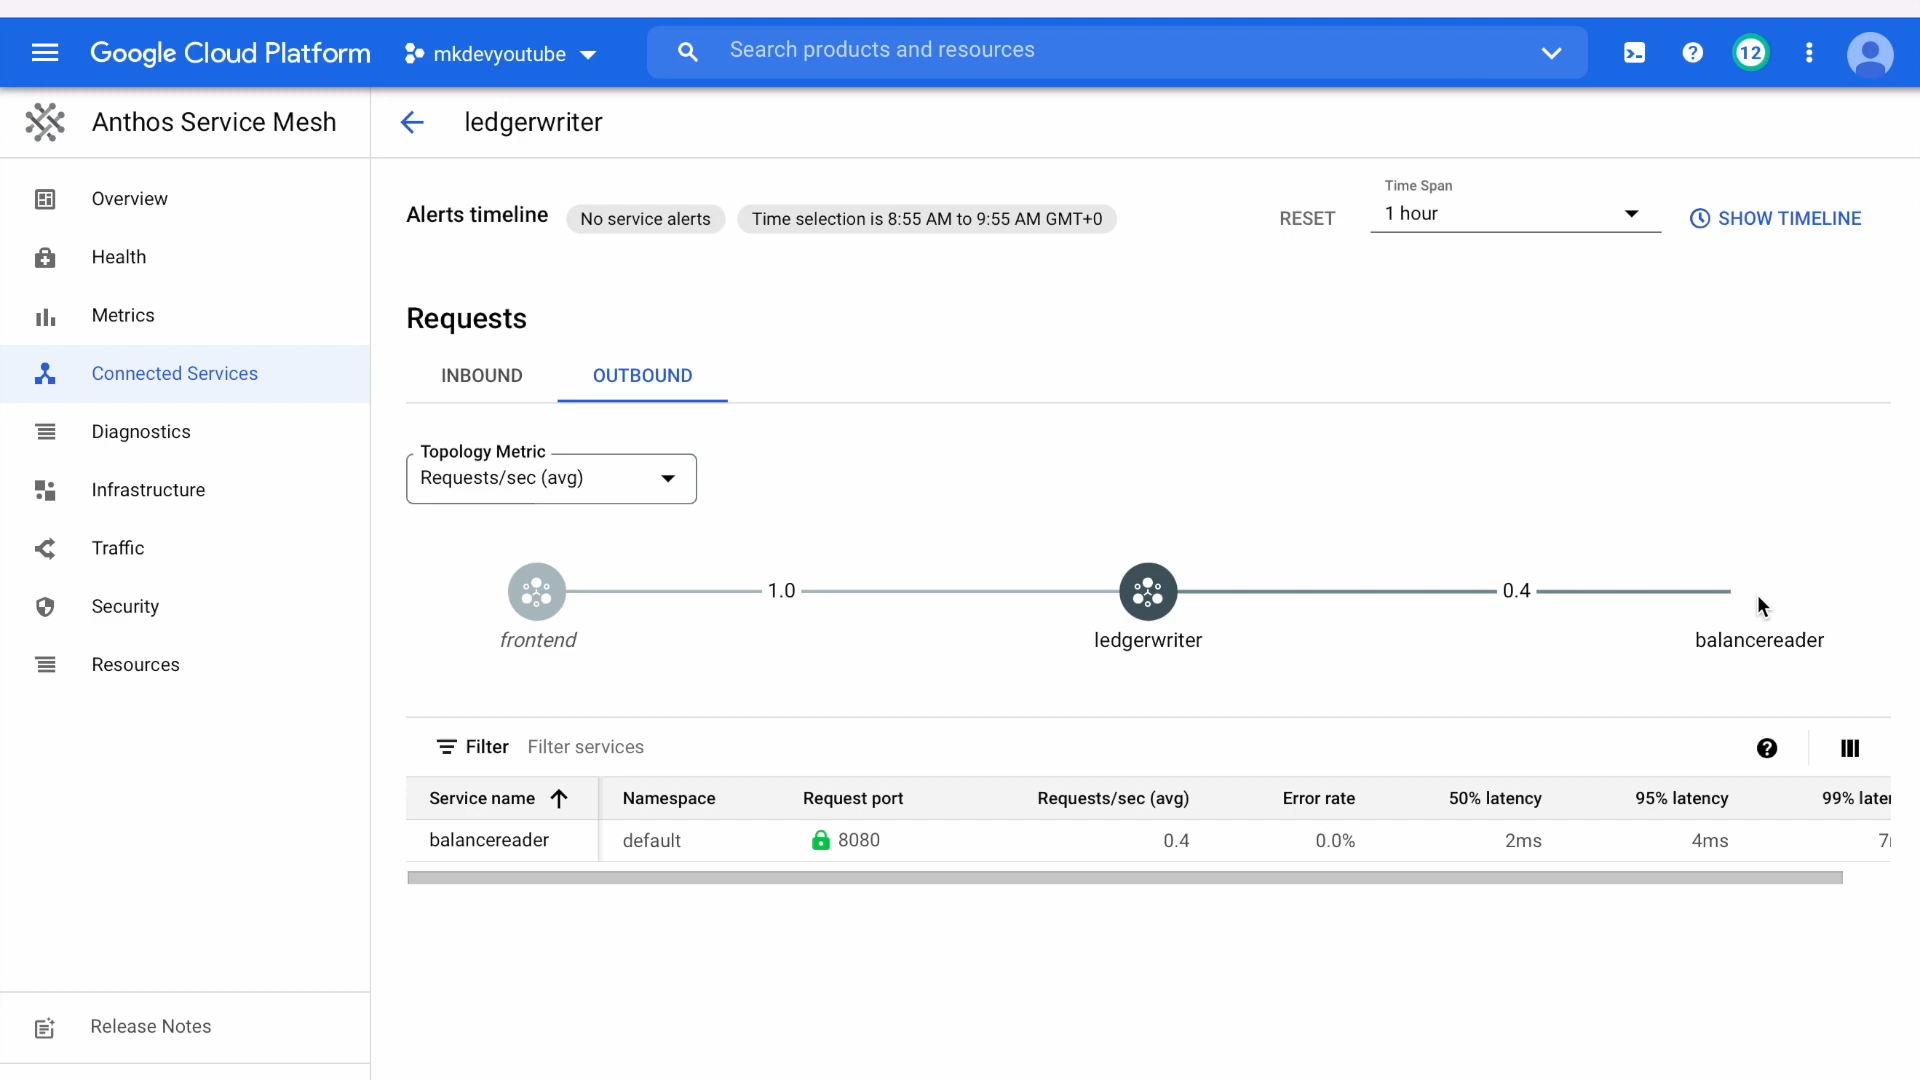 Google Cloud Platform
mkdevyoutube
Search products and resources
12
Anthos Service Mesh
ledgerwriter
Overview
Health
Metrics
Connected Services
Diagnostics
Infrastructure
Traffic
Security
Resources
Release Notes
Alerts timeline
No service alerts
Time selection is 8:55 AM to 9:55 AM GMT+0
RESET
Time Span
1 hour
SHOW TIMELINE
Requests
INBOUND OUTBOUND
Topology Metric
Requests/sec (avg)
1.0 0.4
frontend ledgerwriter balancereader
Filter Filter services
Service name Namespace Request port Requests/sec (avg) Error rate 50% latency 95% latency 99%
balancereader default 8080 0.4 0.0% 2ms 4ms 7